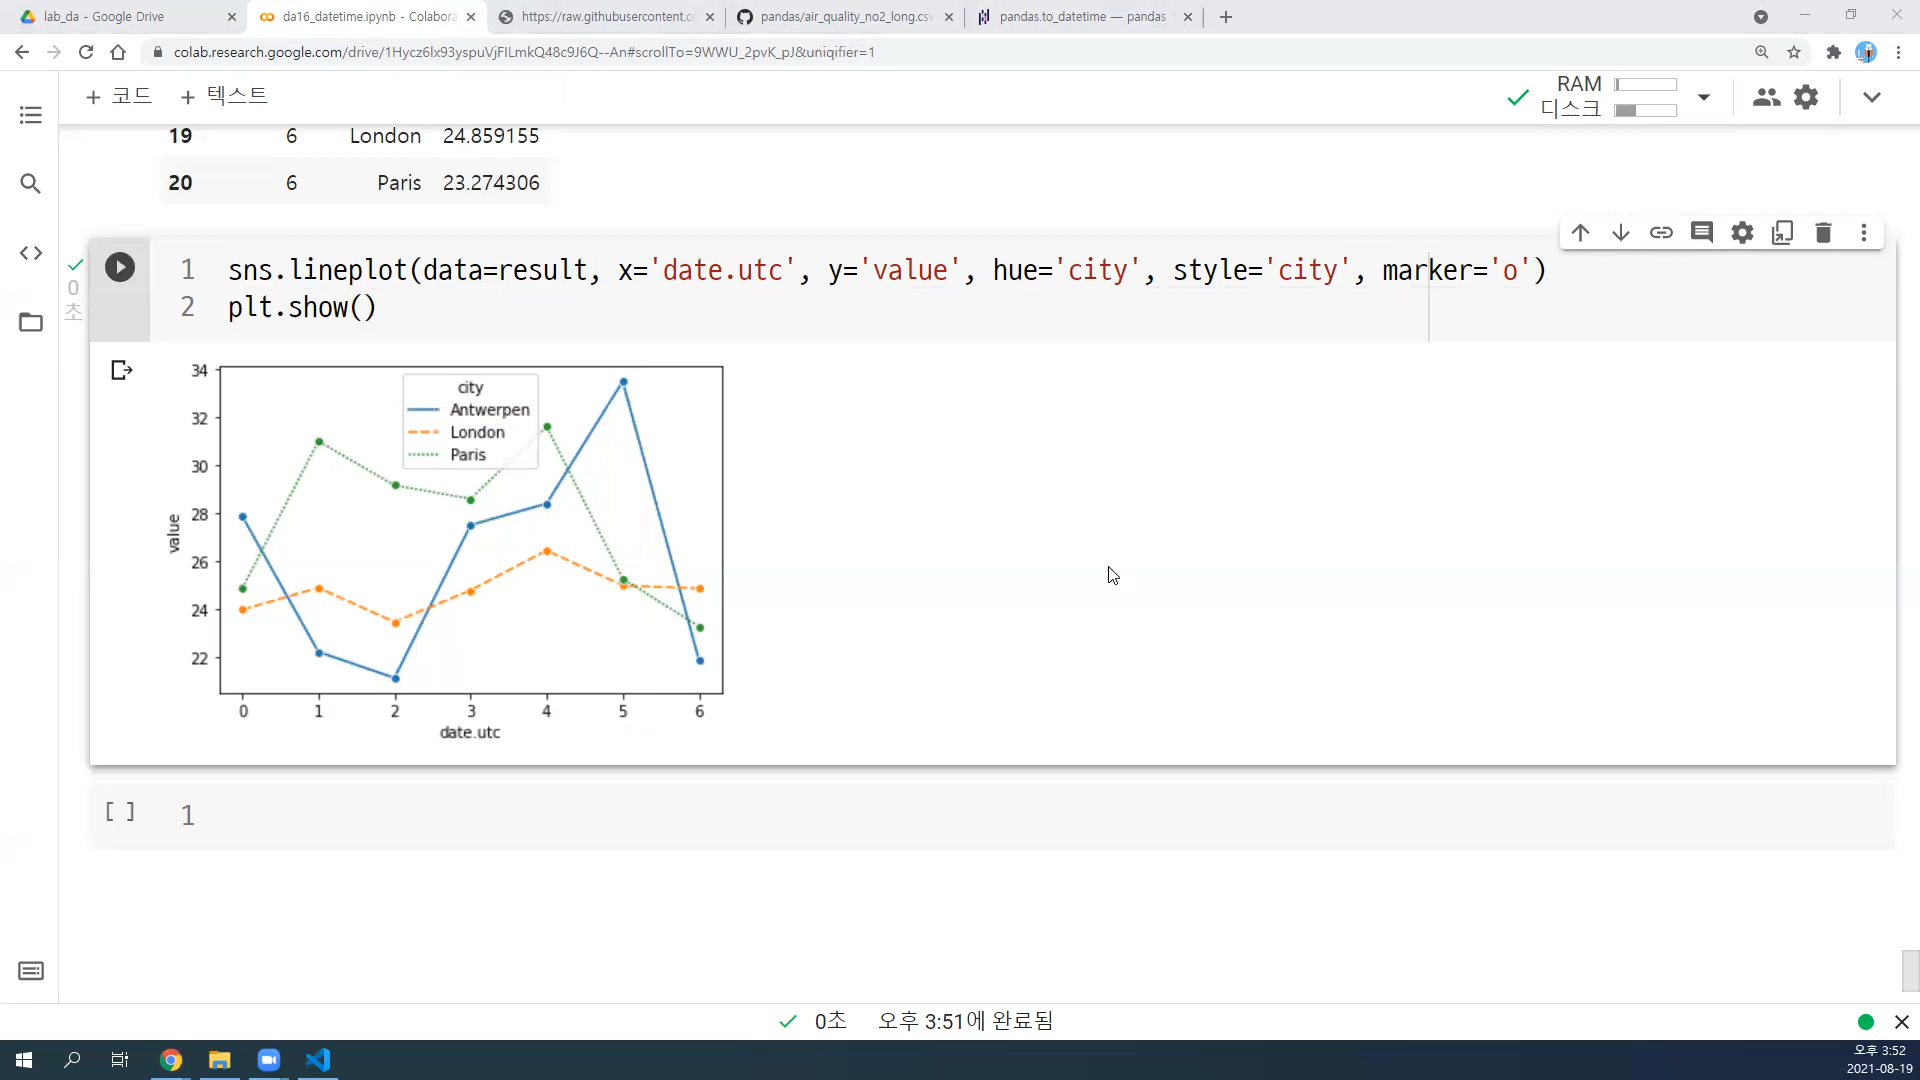 lab_da - Google Drive
da16_datetime.ipynb - Colabora
https://raw.githubusercontent.cc
pandas/air_quality_no2_long.csv
pandas.to_datetime — pandas
colab.research.google.com/drive/1Hycz6lx93yspuVjFILmkQ48c9J6Q--An#scrollTo=9WWU_2pvK_pJ&uniqifier=1
+ 코드 + 텍스트
RAM
디스크
19 6 London 24.859155
20 6 Paris 23.274306
0
초
1 sns.lineplot(data=result, x='date.utc', y='value', hue='city', style='city', marker='o')
2 plt.show()
34
32
30
28
26
24
22
value
city
Antwerpen
London
Paris
0 1 2 3 4 5 6
date.utc
[ ] 1
0초 오후 3:51에 완료됨
오후 3:52
2021-08-19